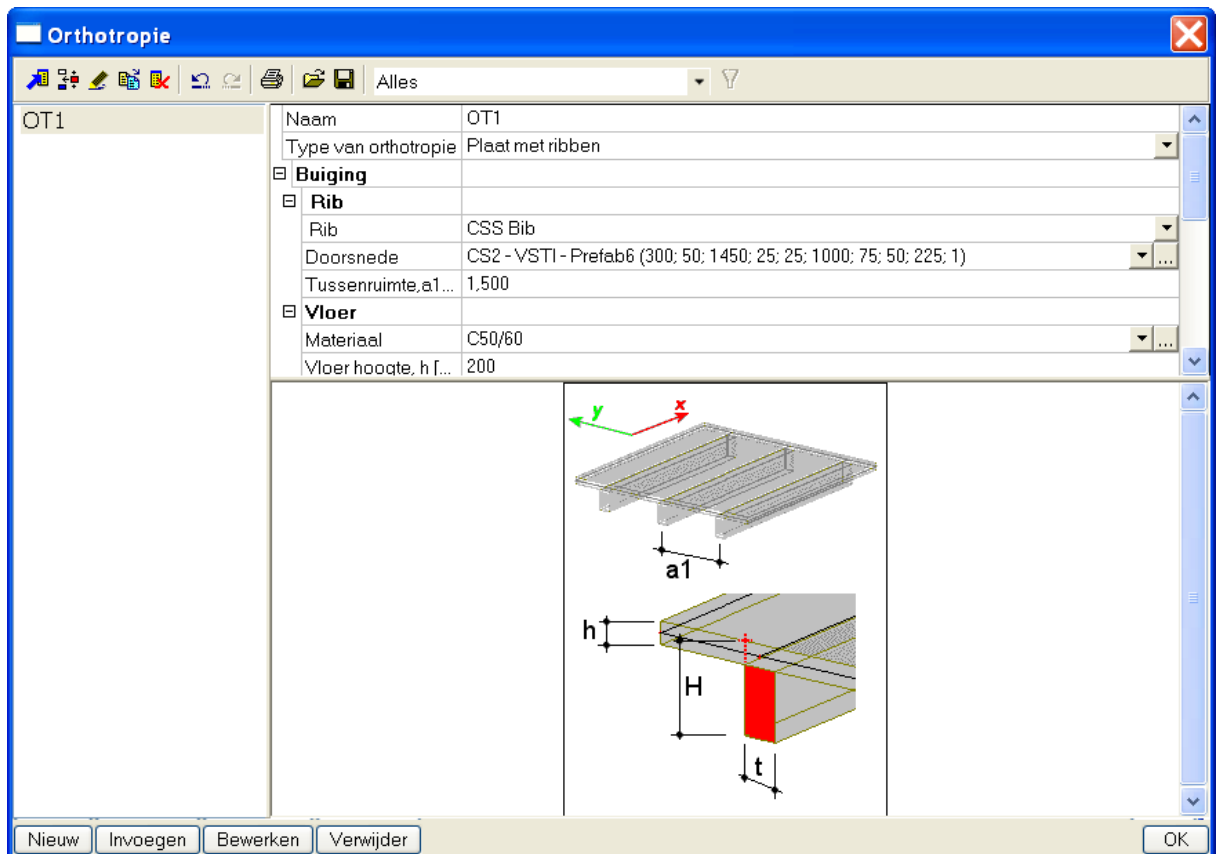 Orthotropie
Alles
OT1
Naam OT1
Type van orthotropie Plaat met ribben
Buiging
Rib
Rib CSS Bib
Doorsnede CS2 - VSTI - Prefab6 (300; 50; 1450; 25; 25; 1000; 75; 50; 225; 1)
Tussenruimte,a1... 1,500
Vloer
Materiaal C50/60
Vloer hoogte, h [... 200
y x
a1
h
H
t
Nieuw Invoegen Bewerken Verwijder OK